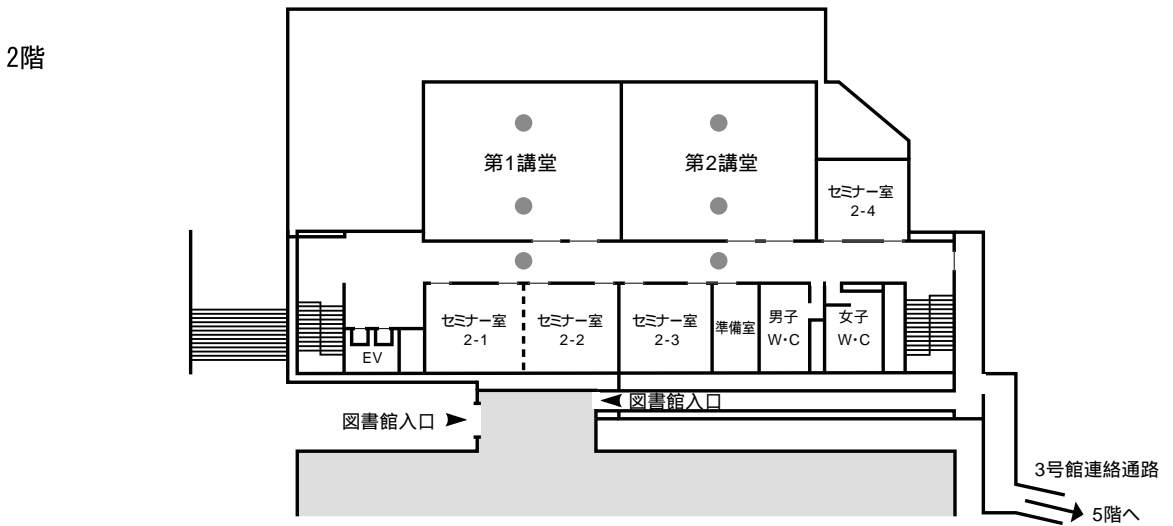 2階
第1講堂
第2講堂
セミナー室
2-4
セミナー室
2-1
セミナー室
2-2
セミナー室
2-3
準備室
男子
W・C
女子
W・C
EV
図書館入口
図書館入口
3号館連絡通路
5階へ